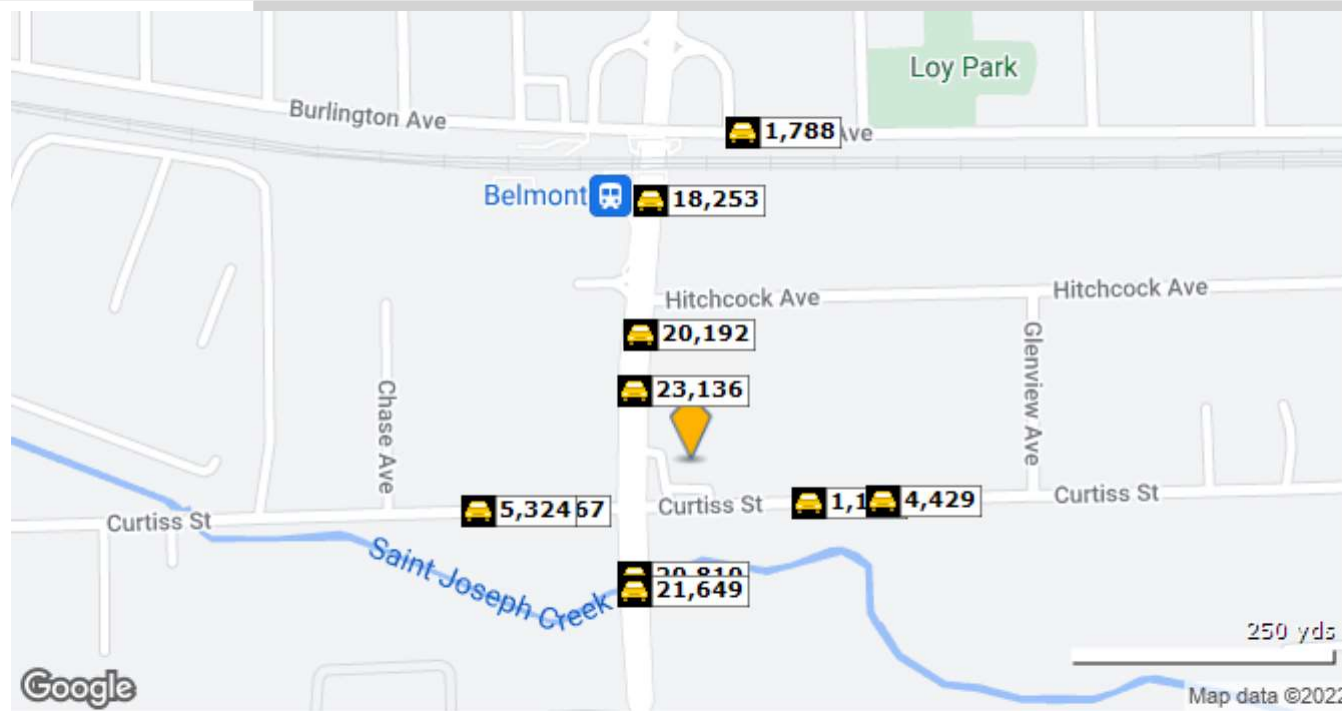 Loy Park
Burlington Ave
1,788
Ave
Belmont
18,253
Hitchcock Ave
Hitchcock Ave
20,192
Glenview Ave
23,136
Chase Ave
5,324
67
Curtiss St
4,429
Curtiss St
Curtiss St
Saint Joseph Creek
20,810
21,649
250 yds
Google
Map data ©2022